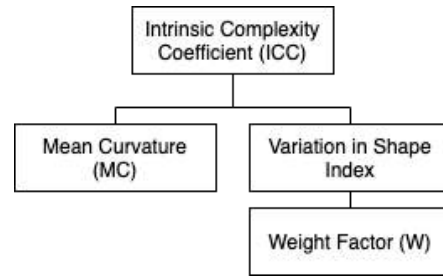 Intrinsic Complexity
Coefficient (ICC)
Mean Curvature
(MC)
Variation in Shape
Index
Weight Factor (W)